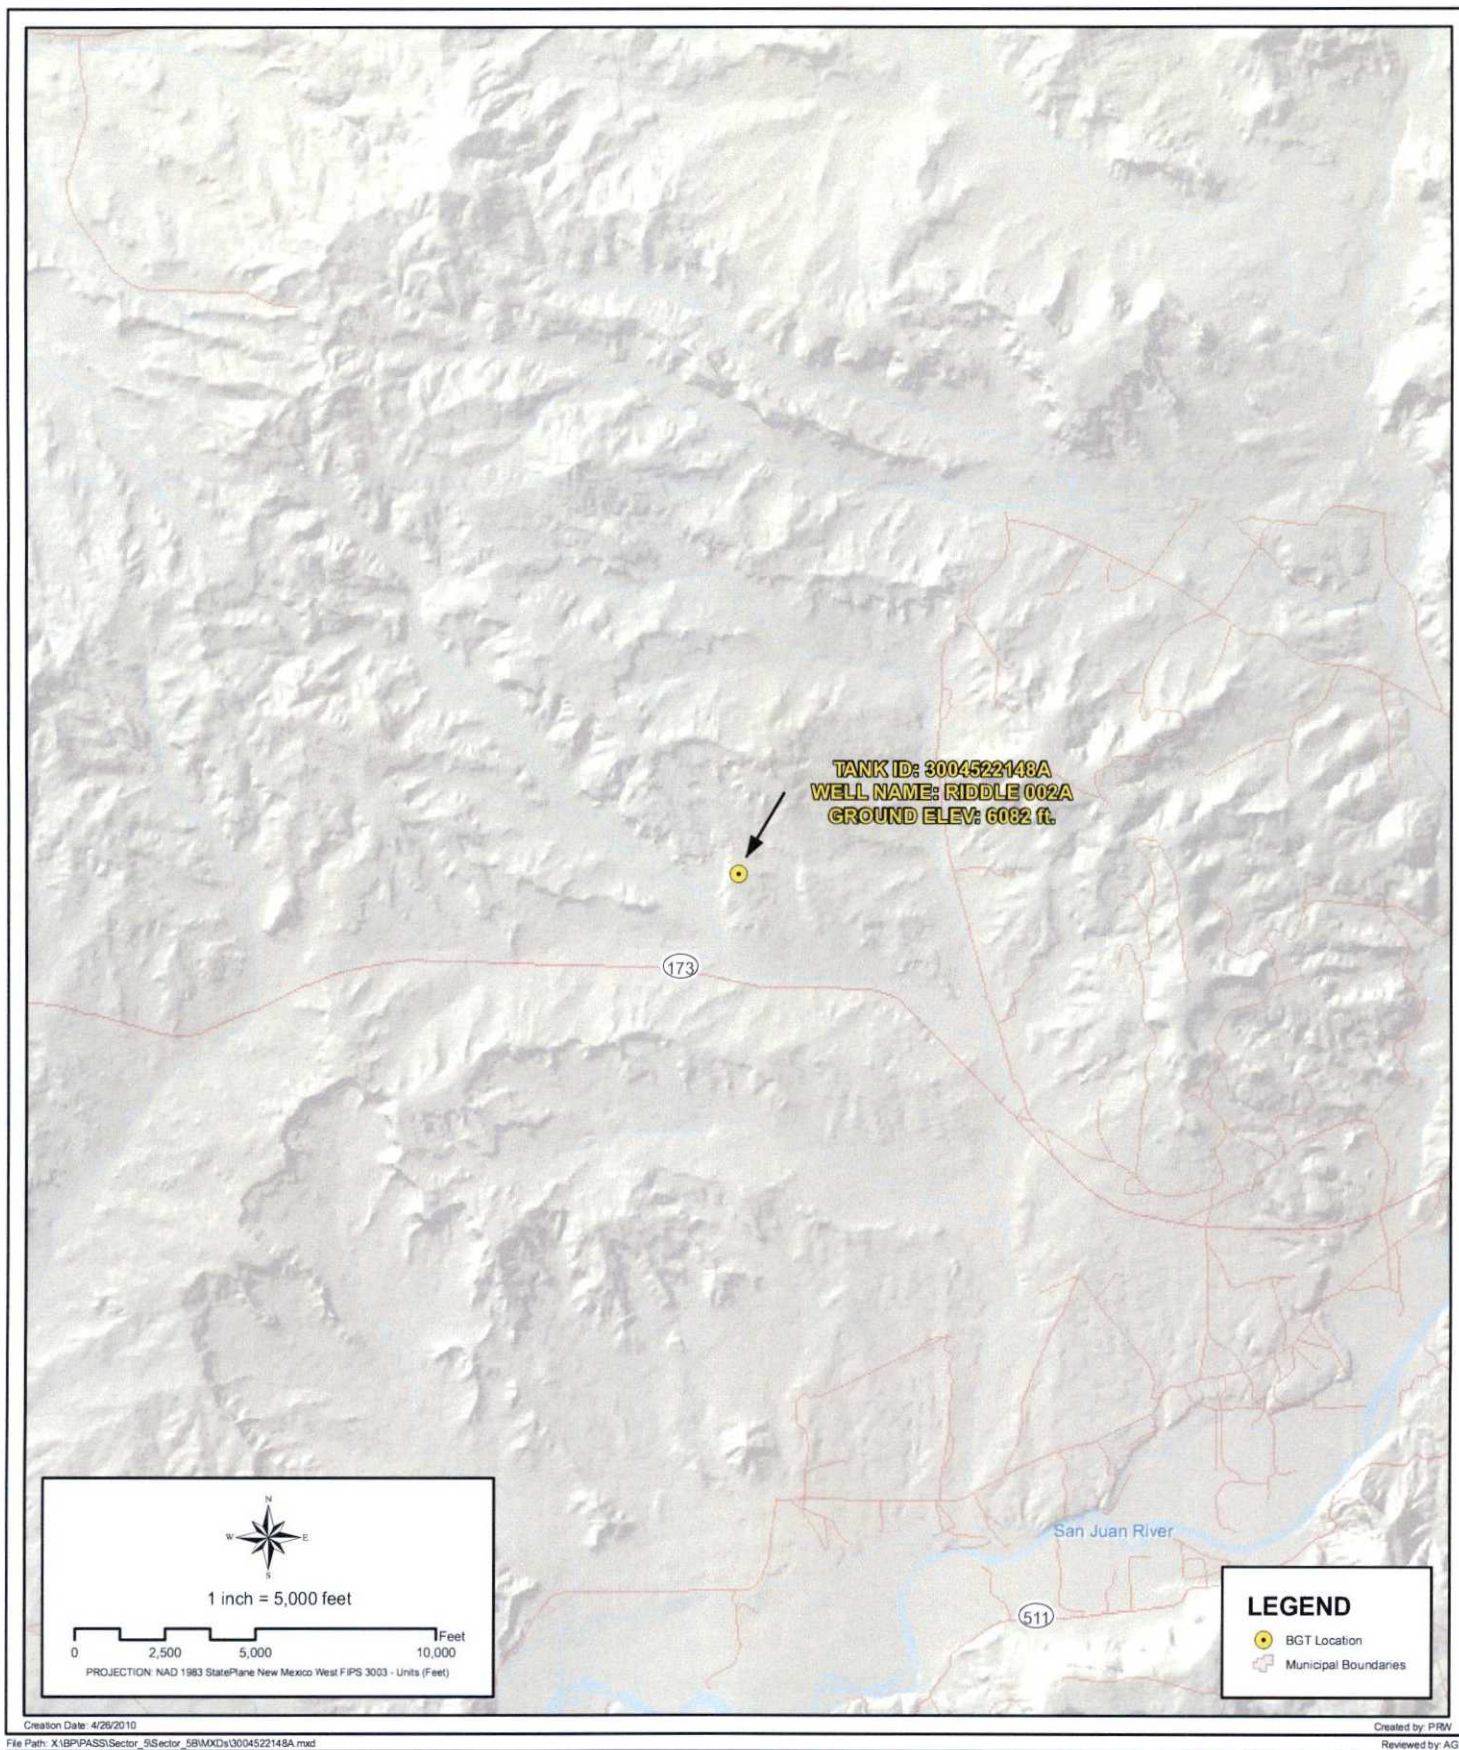 TANK ID: 3004522148A
WELL NAME: RIDDLE 002A
GROUND ELEV: 6082 ft.
173
San Juan River
511
N
W E
S
1 inch = 5,000 feet
Feet
0 2,500 5,000 10,000
PROJECTION: NAD 1983 StatePlane New Mexico West FIPS 3003 - Units (Feet)
LEGEND
BGT Location
Municipal Boundaries
Creation Date: 4/26/2010
Created by: PRW
File Path: X:\BP\PASS\Sector_5\Sector_5B\MXDs\3004522148A.mxd
Reviewed by: AG